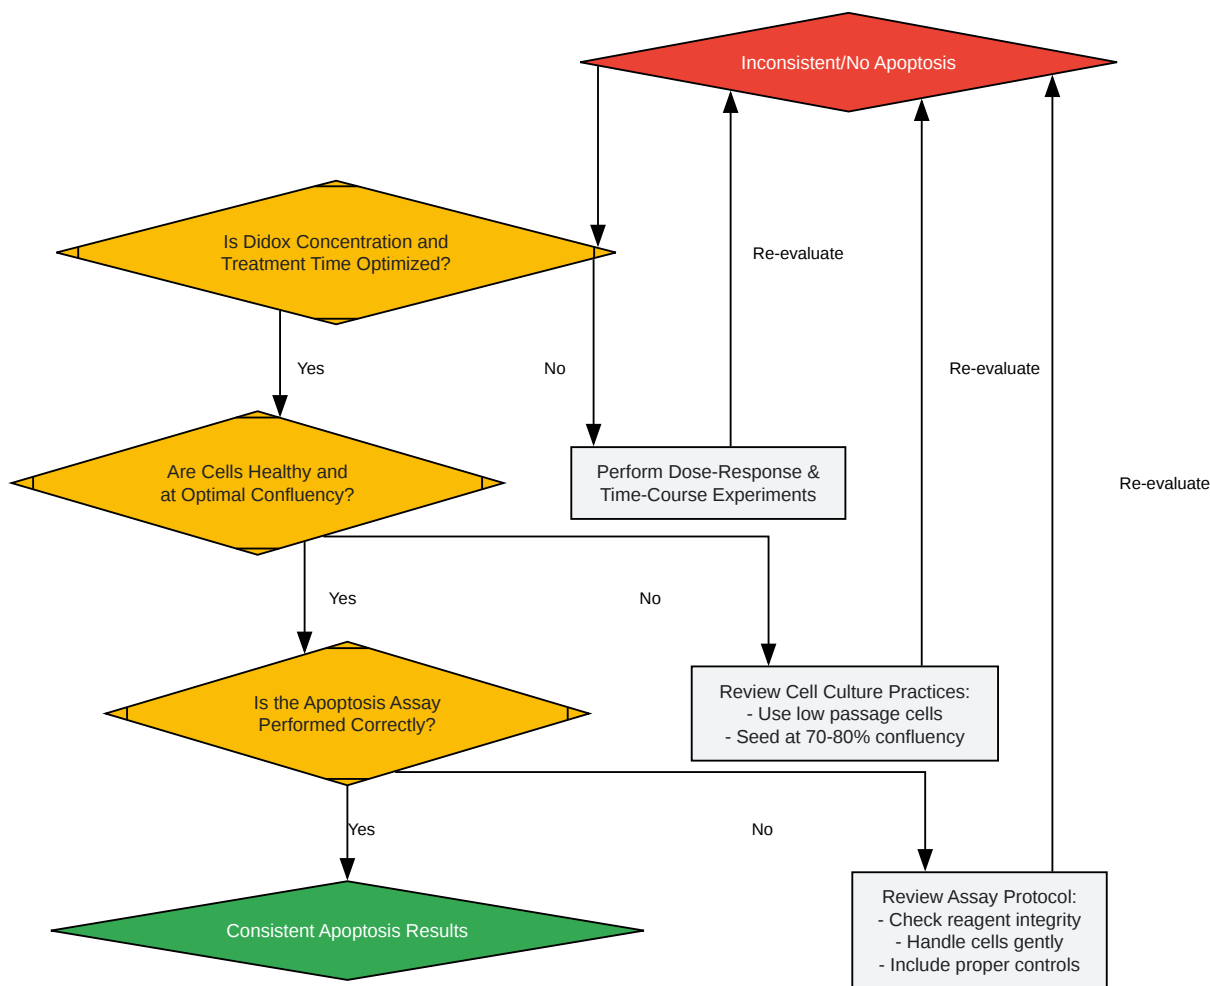 Inconsistent/No Apoptosis
Is Didox Concentration and
Treatment Time Optimized?
Re-evaluate
Yes
No
Re-evaluate
Are Cells Healthy and
at Optimal Confluency?
Perform Dose-Response &
Time-Course Experiments
Re-evaluate
Yes
No
Is the Apoptosis Assay
Performed Correctly?
Review Cell Culture Practices:
- Use low passage cells
- Seed at 70-80% confluency
Yes
No
Consistent Apoptosis Results
Review Assay Protocol:
- Check reagent integrity
- Handle cells gently
- Include proper controls